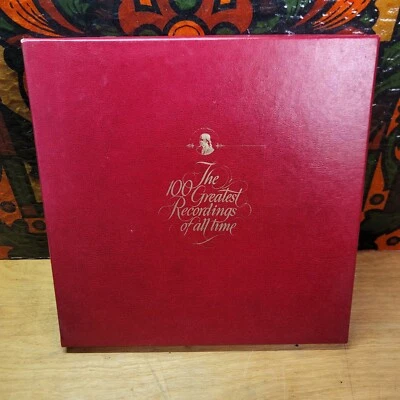 The
100 Greatest
Recordings
of all time